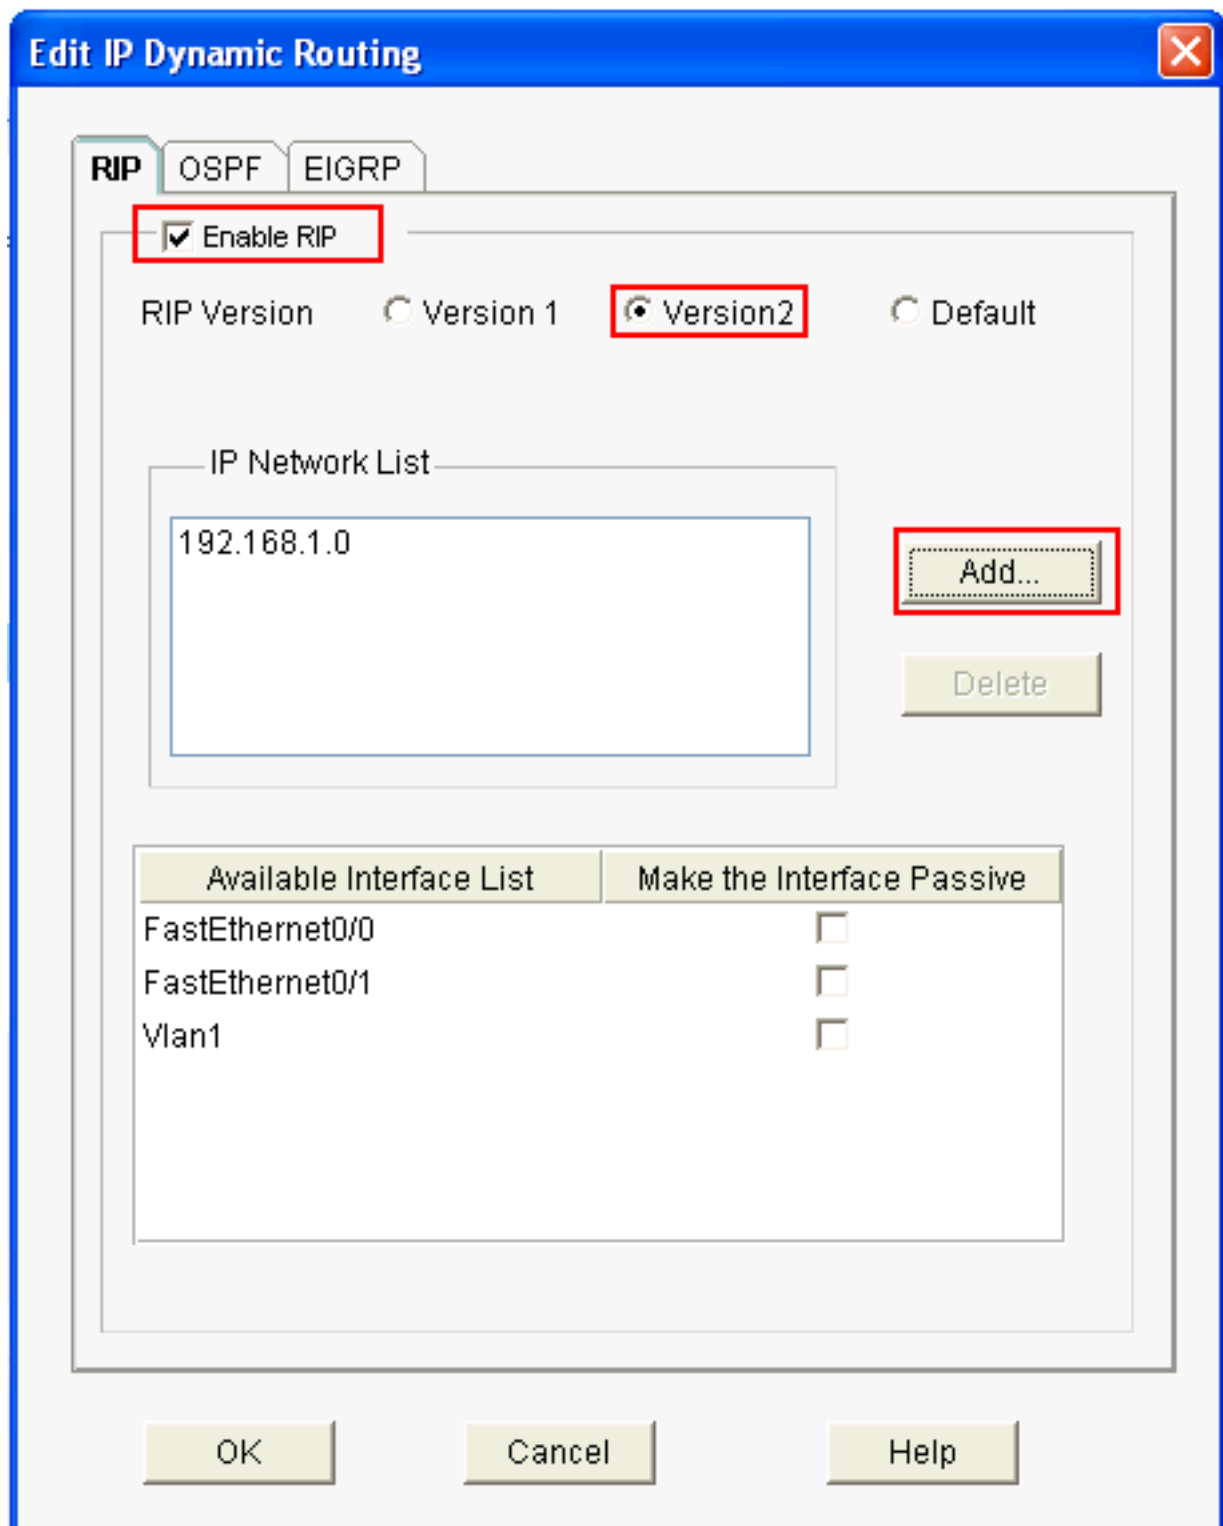 Edit IP Dynamic Routing
RIP OSPF EIGRP
Enable RIP
RIP Version Version 1 Version2 Default
IP Network List
192.168.1.0
Add...
Delete
Available Interface List Make the Interface Passive
FastEthernet0/0
FastEthernet0/1
Vlan1
OK Cancel Help